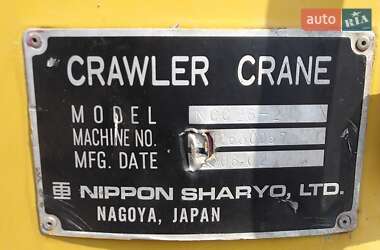 auto RIA
CRAWLER CRANE
MODEL
MACHINE NO.
MFG. DATE
NIPPON SHARYO, LTD.
NAGOYA, JAPAN